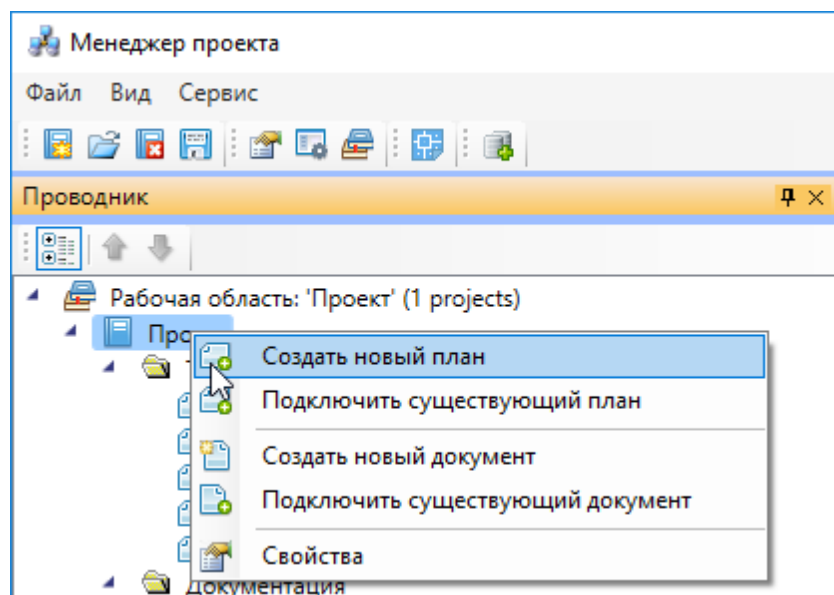 Менеджер проекта
Файл Вид Сервис
Проводник
Рабочая область: 'Проект' (1 projects)
Создать новый план
Подключить существующий план
Создать новый документ
Подключить существующий документ
Свойства
Документация